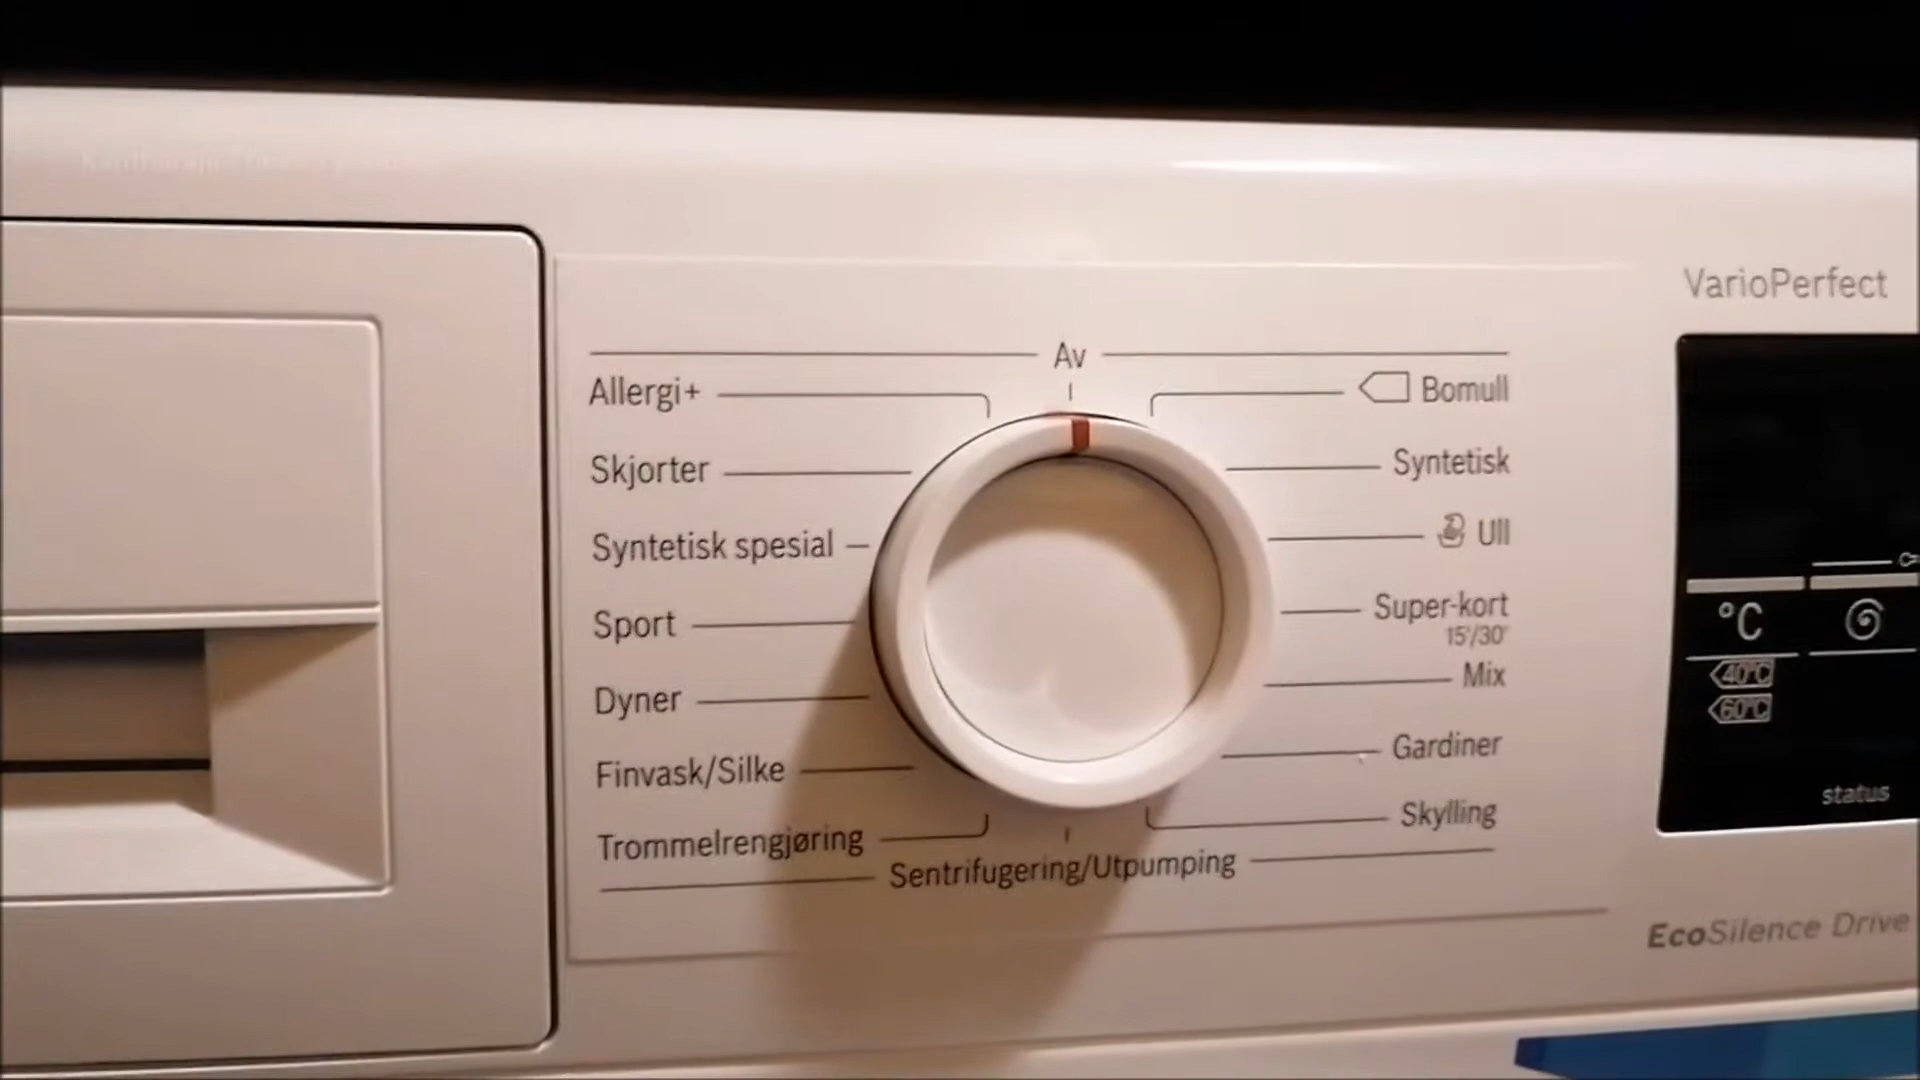 VarioPerfect
Av
Allergi+
Bomull
Skjorter
Syntetisk
Syntetisk spesial
Ull
Sport
Super-kort
15'/30'
Dyner
Mix
Finvask/Silke
Gardiner
Trommelrengjøring
Skylling
Sentrifugering/Utpumping
°C
40°C
60°C
status
EcoSilence Drive